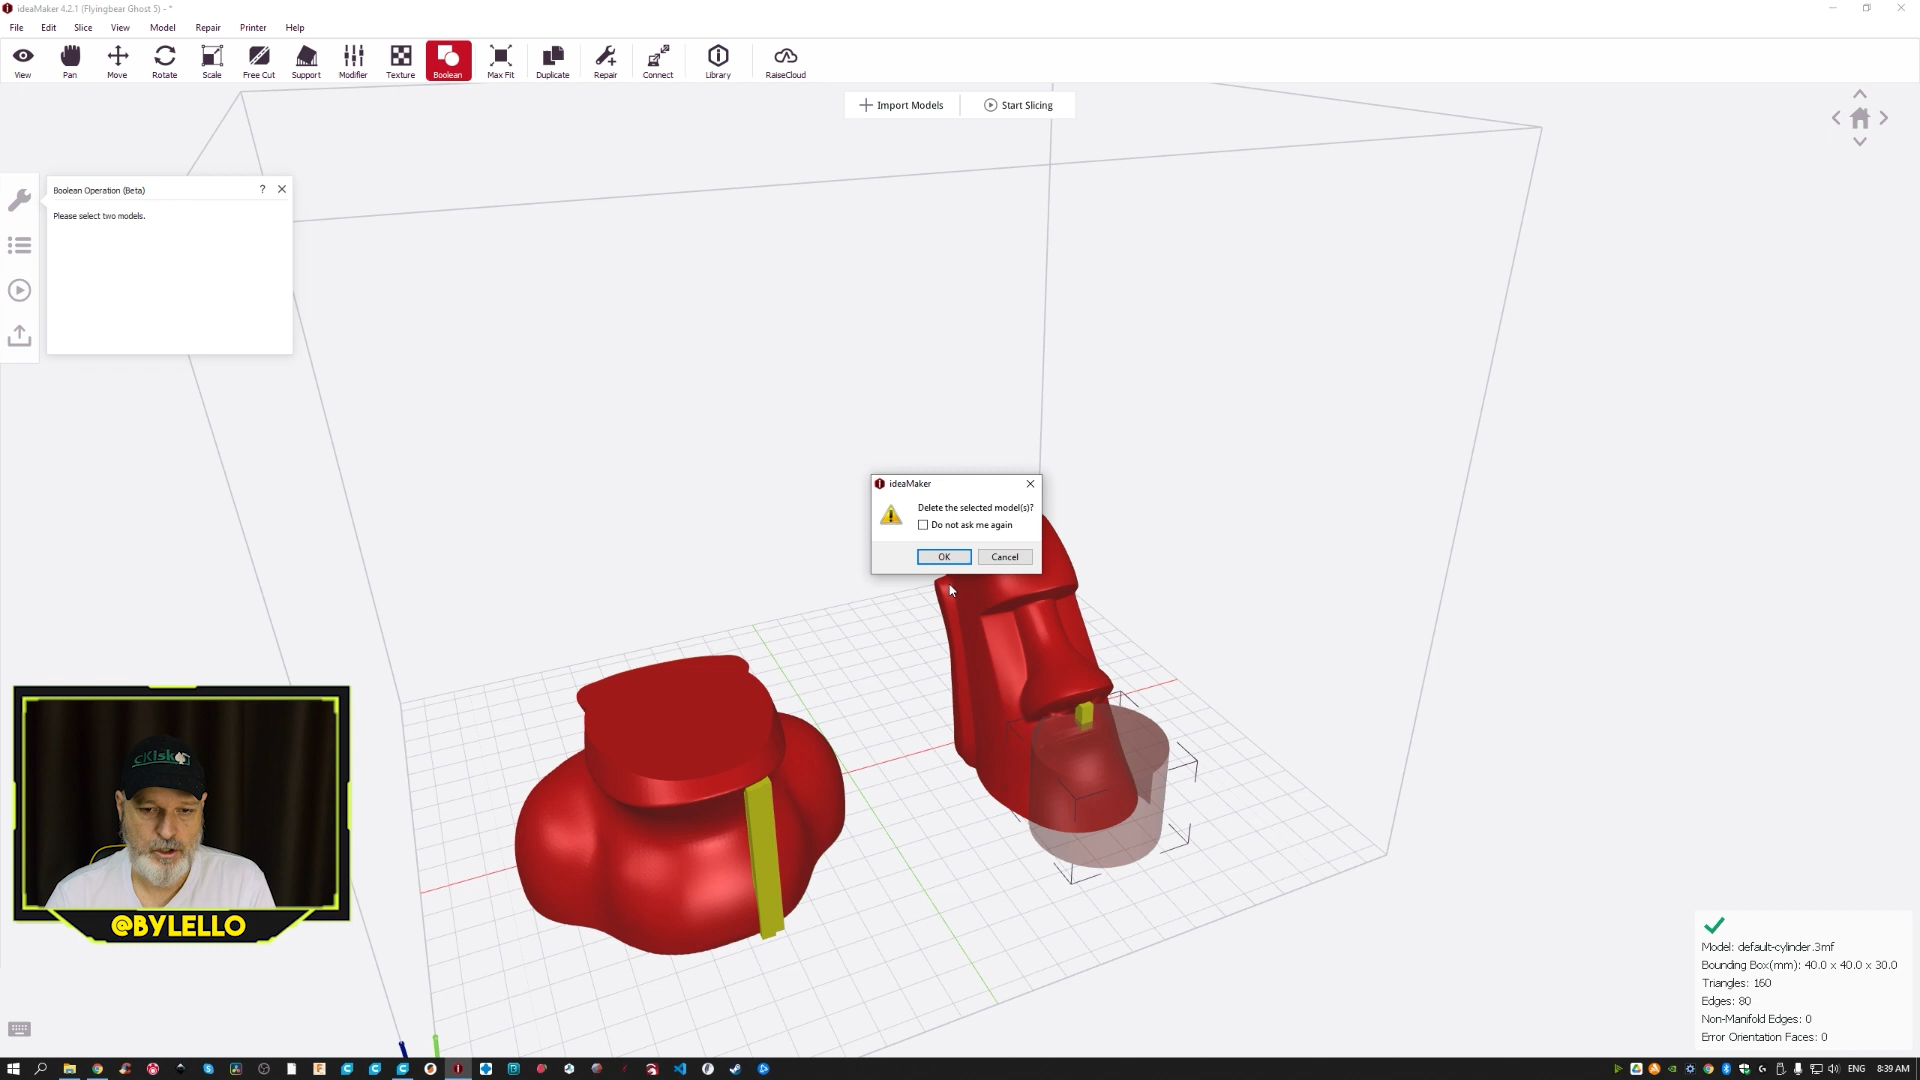 ideaMaker 4.2.1 (Flyingbear Ghost 5) - *
File Edit Slice View Model Repair Printer Help
View Pan Move Rotate Scale Free Cut Support Modifier Texture Boolean Max Fit Duplicate Repair Connect Library RaiseCloud
Import Models Start Slicing
Boolean Operation (Beta) ?
Please select two models.
ideaMaker
Delete the selected model(s)?
Do not ask me again
OK Cancel
CKlsk
@BYLELLO
Model: default-cylinder.3mf
Bounding Box(mm): 40.0 x 40.0 x 30.0
Triangles: 160
Edges: 80
Non-Manifold Edges: 0
Error Orientation Faces: 0
ENG 8:39 AM